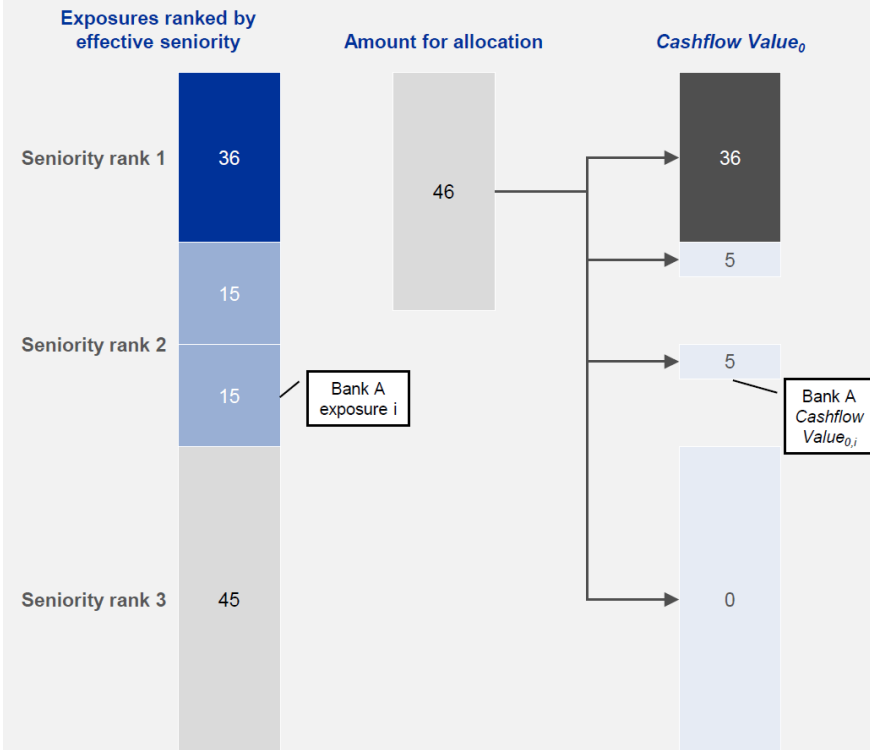 Exposures ranked by
effective seniority
Amount for allocation
Cashflow Value0
Seniority rank 1
36
46
36
15
5
Seniority rank 2
15
5
Bank A
exposure i
Bank A
Cashflow
Value0,i
Seniority rank 3
45
0